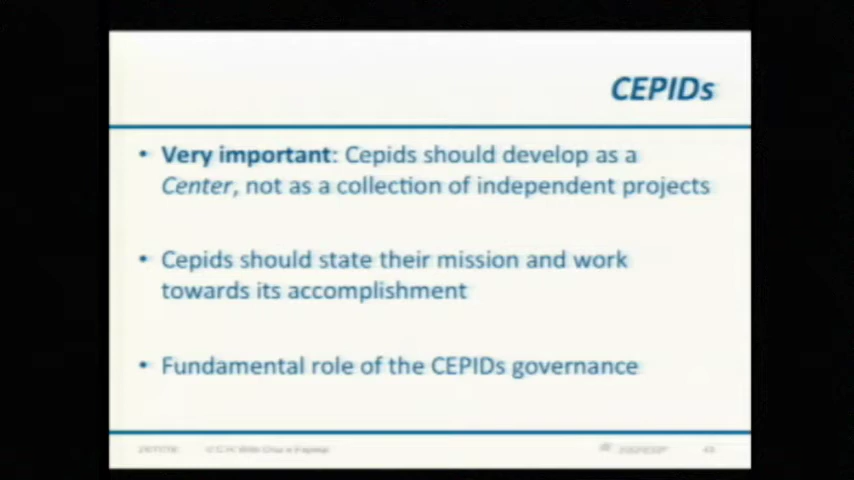 CEPIDs
• Very important: Cepids should develop as a
Center, not as a collection of independent projects
• Cepids should state their mission and work
towards its accomplishment
• Fundamental role of the CEPIDs governance